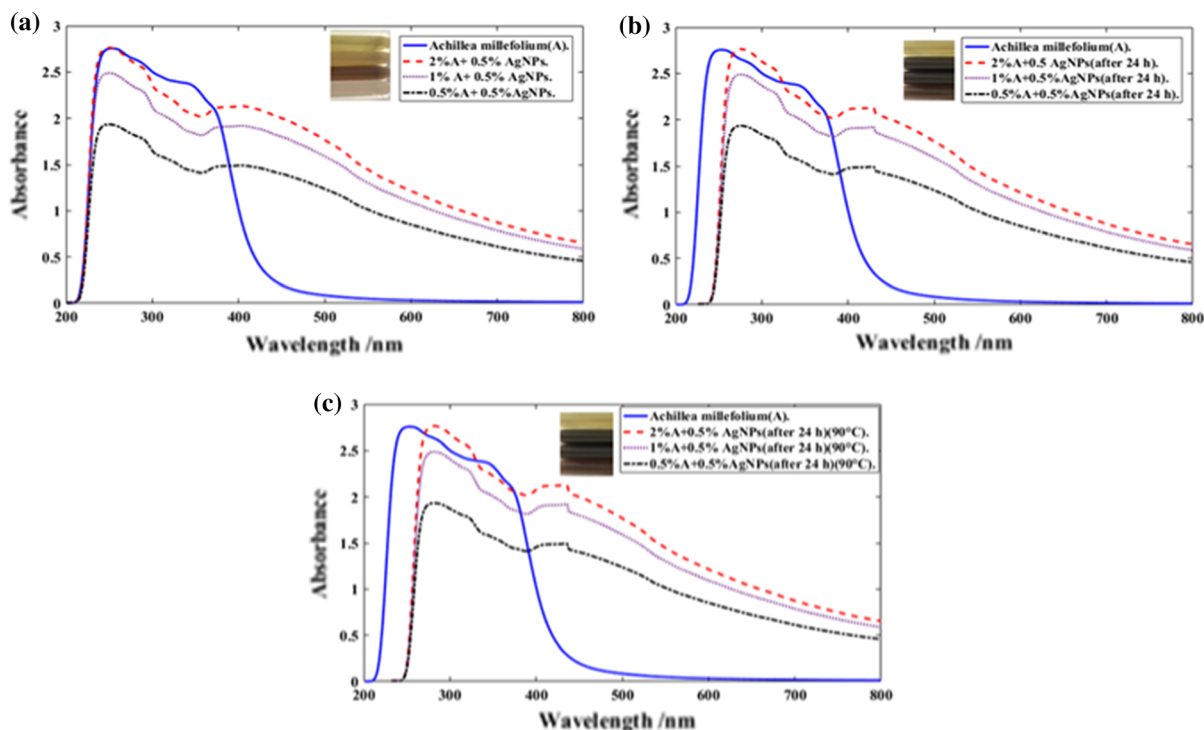 (a)
3
2.5
2
1.5
1
0.5
0
Absorbance
Achillea millefolium(A).
2%A+ 0.5% AgNPs.
1% A+ 0.5% AgNPs.
0.5%A+ 0.5%AgNPs.
200 300 400 500 600 700 800
Wavelength /nm
(b)
3
2.5
2
1.5
1
0.5
0
Absorbance
Achillea millefolium(A).
2%A+0.5 AgNPs(after 24 h).
1%A+0.5%AgNPs(after 24 h).
0.5%A+0.5%AgNPs(after 24 h).
200 300 400 500 600 700 800
Wavelength /nm
(c)
3
2.5
2
1.5
1
0.5
0
Absorbance
Achillea millefolium(A).
2%A+0.5% AgNPs(after 24 h)(90°C).
1%A+0.5% AgNPs(after 24 h)(90°C).
0.5%A+0.5%AgNPs(after 24 h)(90°C).
200 300 400 500 600 700 800
Wavelength /nm